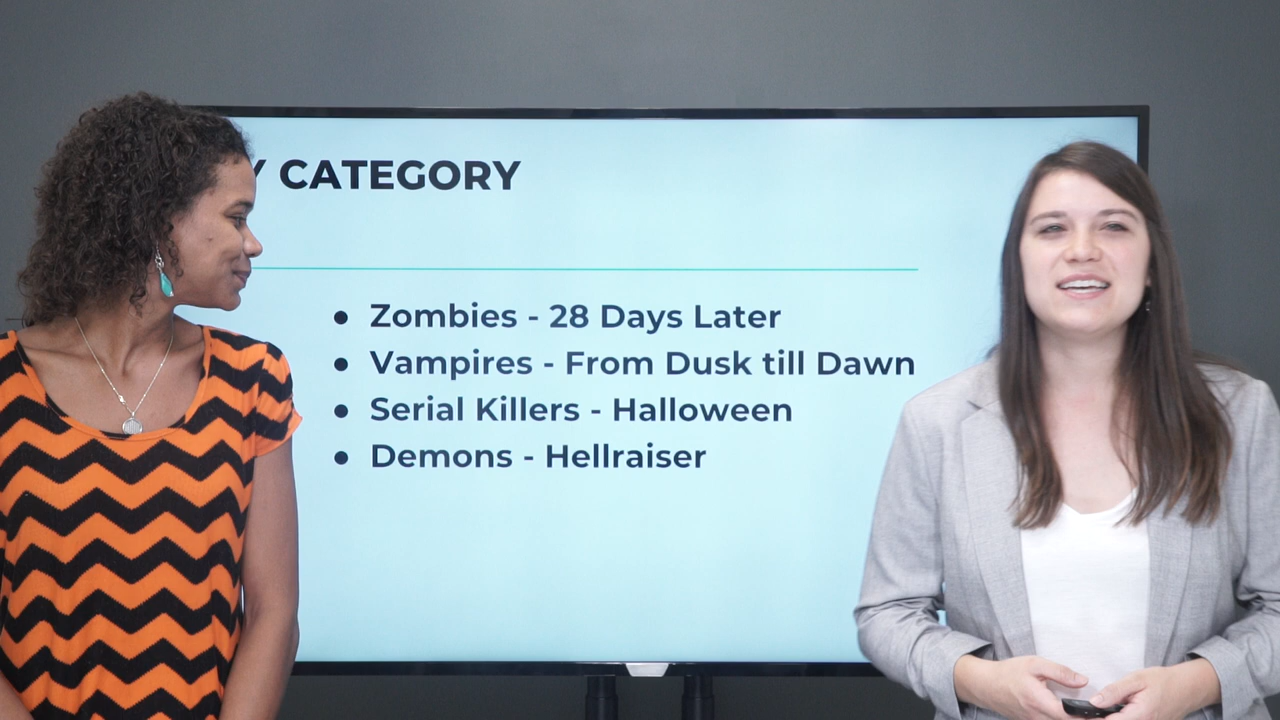 CATEGORY
● Zombies - 28 Days Later
● Vampires - From Dusk till Dawn
● Serial Killers - Halloween
● Demons - Hellraiser